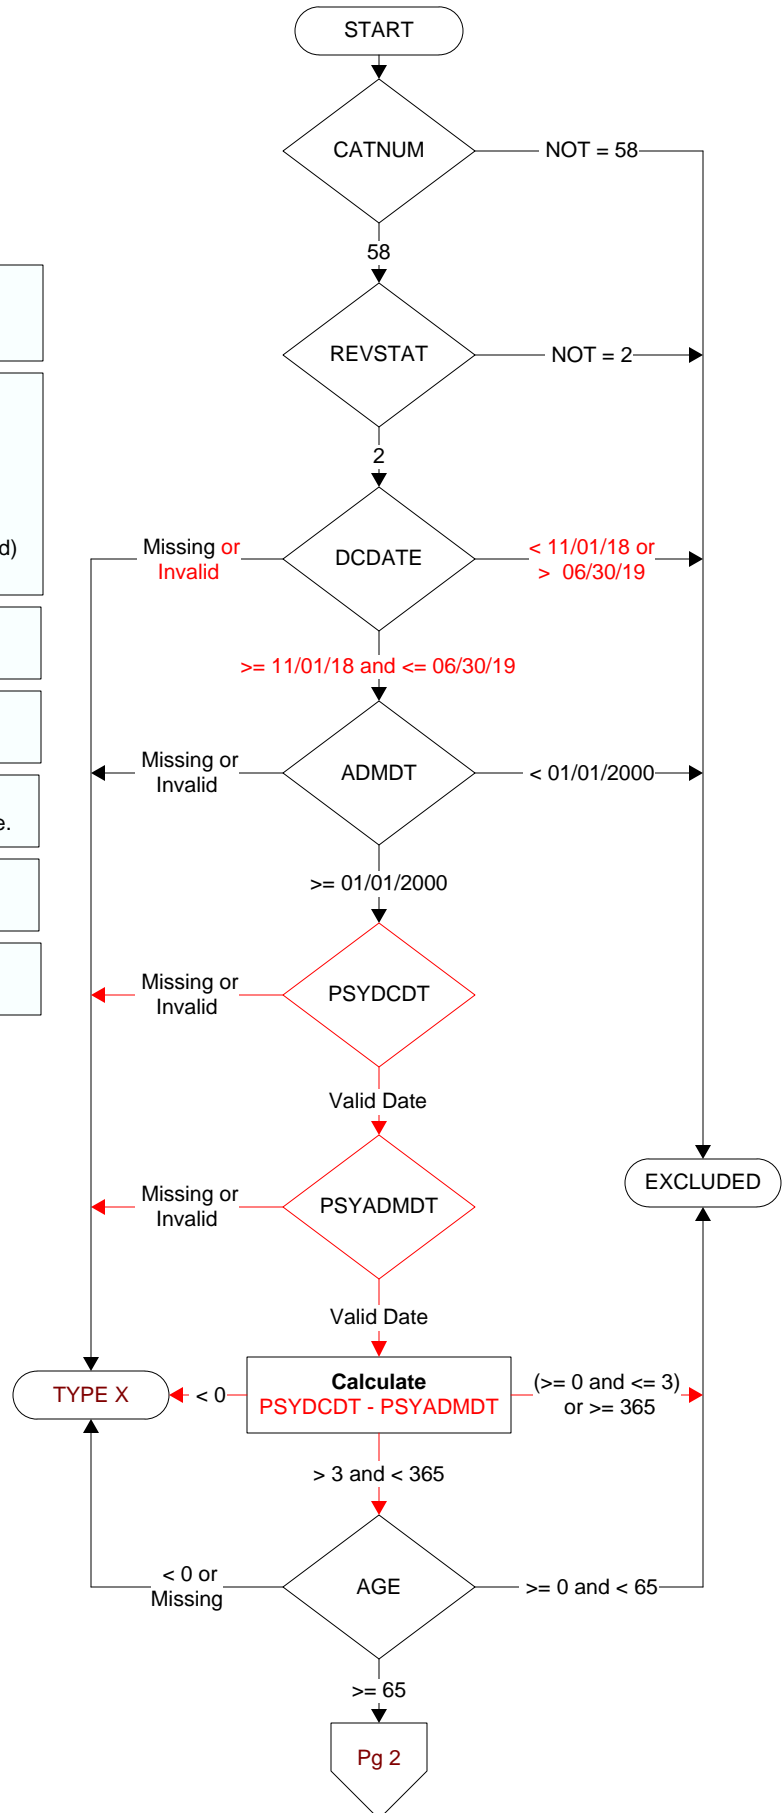 START
CATNUM
NOT = 58
58
REVSTAT
NOT = 2
2
d)
Missing or
Invalid
DCDATE
< 11/01/18 or
> 06/30/19
>= 11/01/18 and <= 06/30/19
Missing or
Invalid
ADMDT
< 01/01/2000
e.
>= 01/01/2000
Missing or
Invalid
PSYDCDT
Valid Date
Missing or
Invalid
PSYADMDT
EXCLUDED
Valid Date
TYPE X
< 0
Calculate
PSYDCDT - PSYADMDT
(>= 0 and <= 3)
or >= 365
> 3 and < 365
< 0 or
Missing
AGE
>= 0 and < 65
>= 65
Pg 2